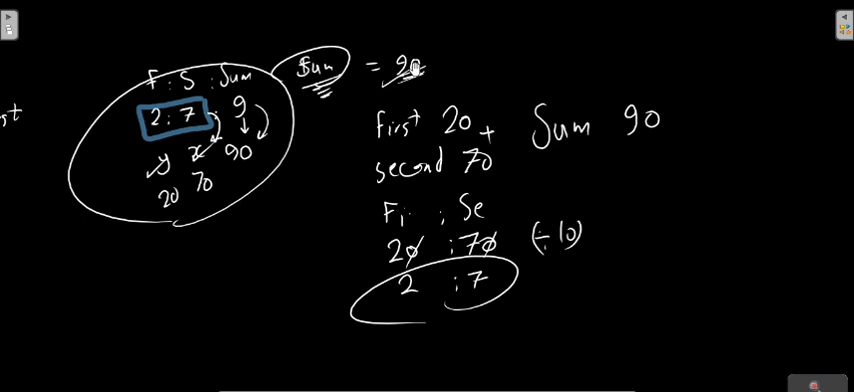 st
F : S : Sum
2 : 7 : 9
y x 90
20 70
Sum = 90
First 20 +
second 70
Sum 90
Fi : Se
20 : 70 (÷10)
2 : 7